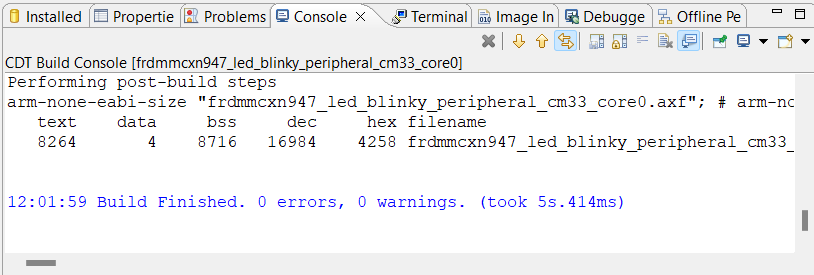 Installed Propertie Problems Console Terminal Image In Debugge Offline Pe
CDT Build Console [frdmmcxn947_led_blinky_peripheral_cm33_core0]
Performing post-build steps
arm-none-eabi-size "frdmmcxn947_led_blinky_peripheral_cm33_core0.axf"; # arm-no
text data bss dec hex filename
8264 4 8716 16984 4258 frdmmcxn947_led_blinky_peripheral_cm33_
12:01:59 Build Finished. 0 errors, 0 warnings. (took 5s.414ms)